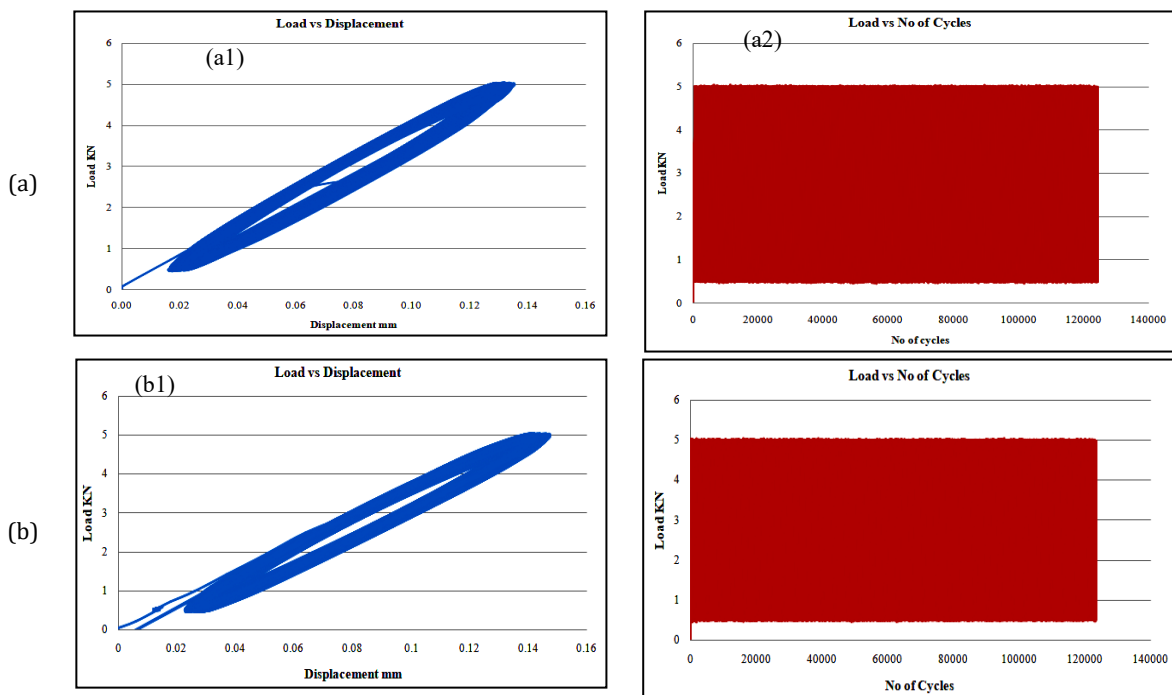 (a)
Load vs Displacement
(a1)
Load KN
6
5
4
3
2
1
0
0.00 0.02 0.04 0.06 0.08 0.10 0.12 0.14 0.16
Displacement mm
Load vs No of Cycles
(a2)
Load KN
6
5
4
3
2
1
0
0 20000 40000 60000 80000 100000 120000 140000
No of cycles
(b)
Load vs Displacement
(b1)
Load KN
6
5
4
3
2
1
0
0 0.02 0.04 0.06 0.08 0.1 0.12 0.14 0.16
Displacement mm
Load vs No of Cycles
Load KN
6
5
4
3
2
1
0
0 20000 40000 60000 80000 100000 120000 140000
No of Cycles